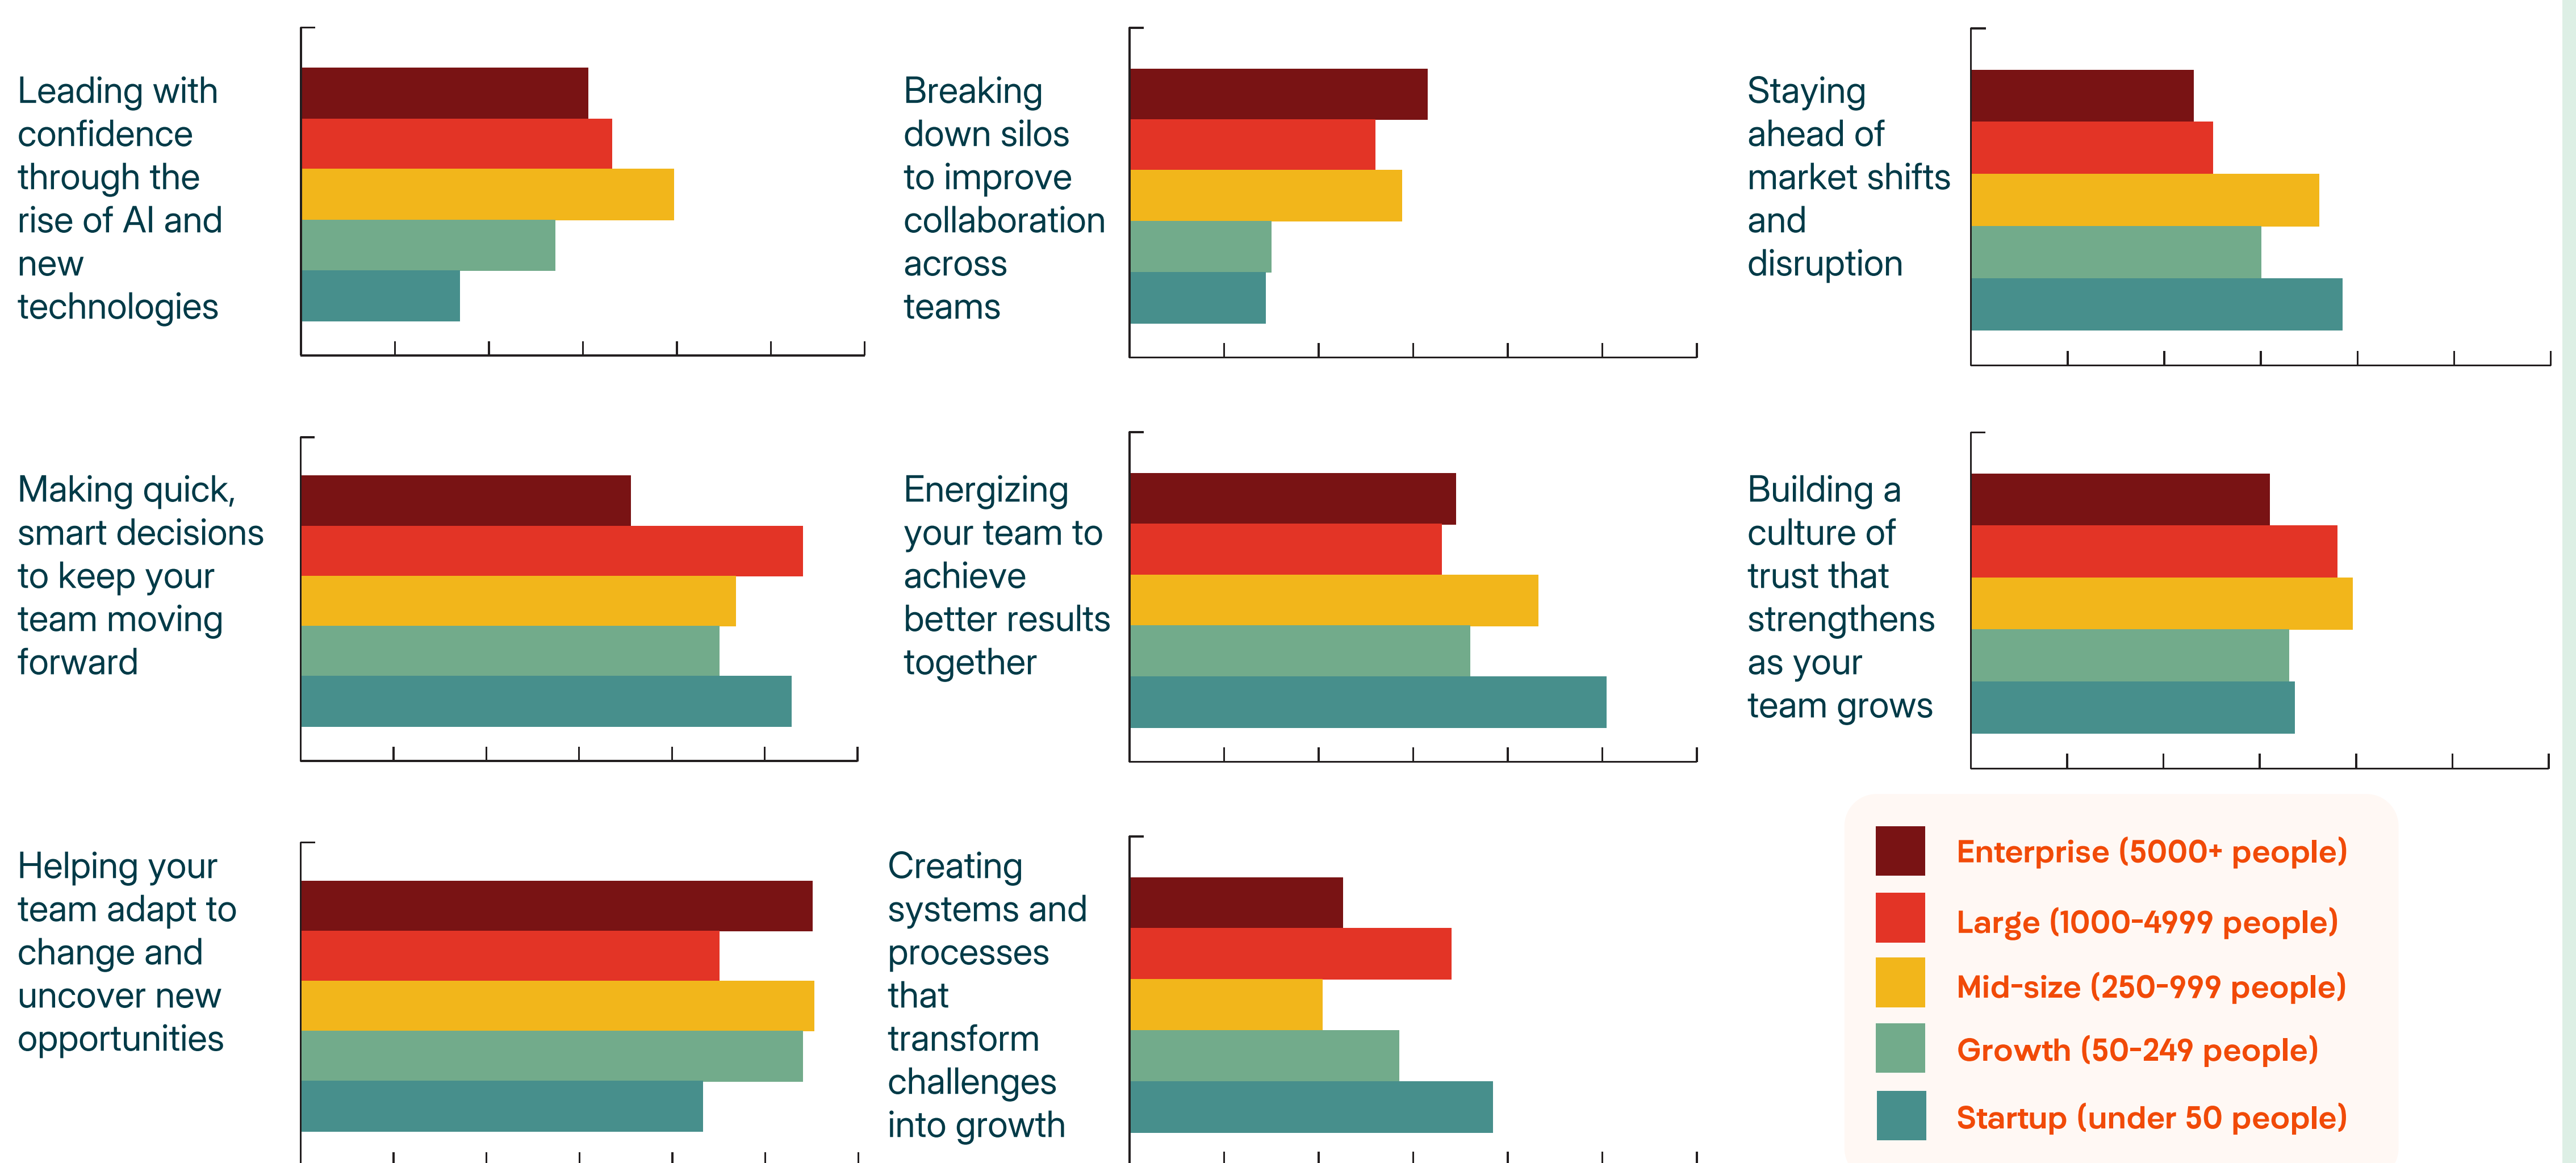 Leading with
confidence
through the
rise of AI and
new
technologies
Breaking
down silos
to improve
collaboration
across
teams
Staying
ahead of
market shifts
and
disruption
Making quick,
smart decisions
to keep your
team moving
forward
Energizing
your team to
achieve
better results
together
Building a
culture of
trust that
strengthens
as your
team grows
Helping your
team adapt to
change and
uncover new
opportunities
Creating
systems and
processes
that
transform
challenges
into growth
Enterprise (5000+ people)
Large (1000-4999 people)
Mid-size (250-999 people)
Growth (50-249 people)
Startup (under 50 people)